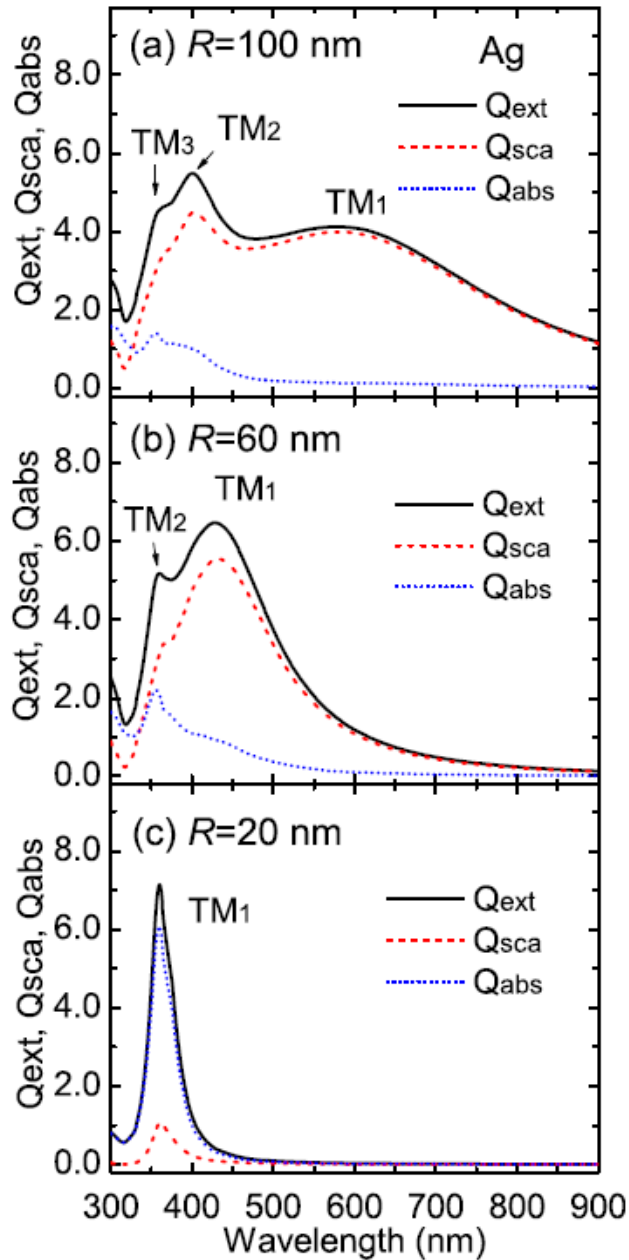 (a) R=100 nm
Ag
Qext
Qsca
Qabs
TM3
TM2
TM1
Qext, Qsca, Qabs
8.0
6.0
4.0
2.0
0.0
(b) R=60 nm
TM1
TM2
Qext
Qsca
Qabs
Qext, Qsca, Qabs
8.0
6.0
4.0
2.0
0.0
(c) R=20 nm
TM1
Qext
Qsca
Qabs
Qext, Qsca, Qabs
8.0
6.0
4.0
2.0
0.0
300 400 500 600 700 800 900
Wavelength (nm)